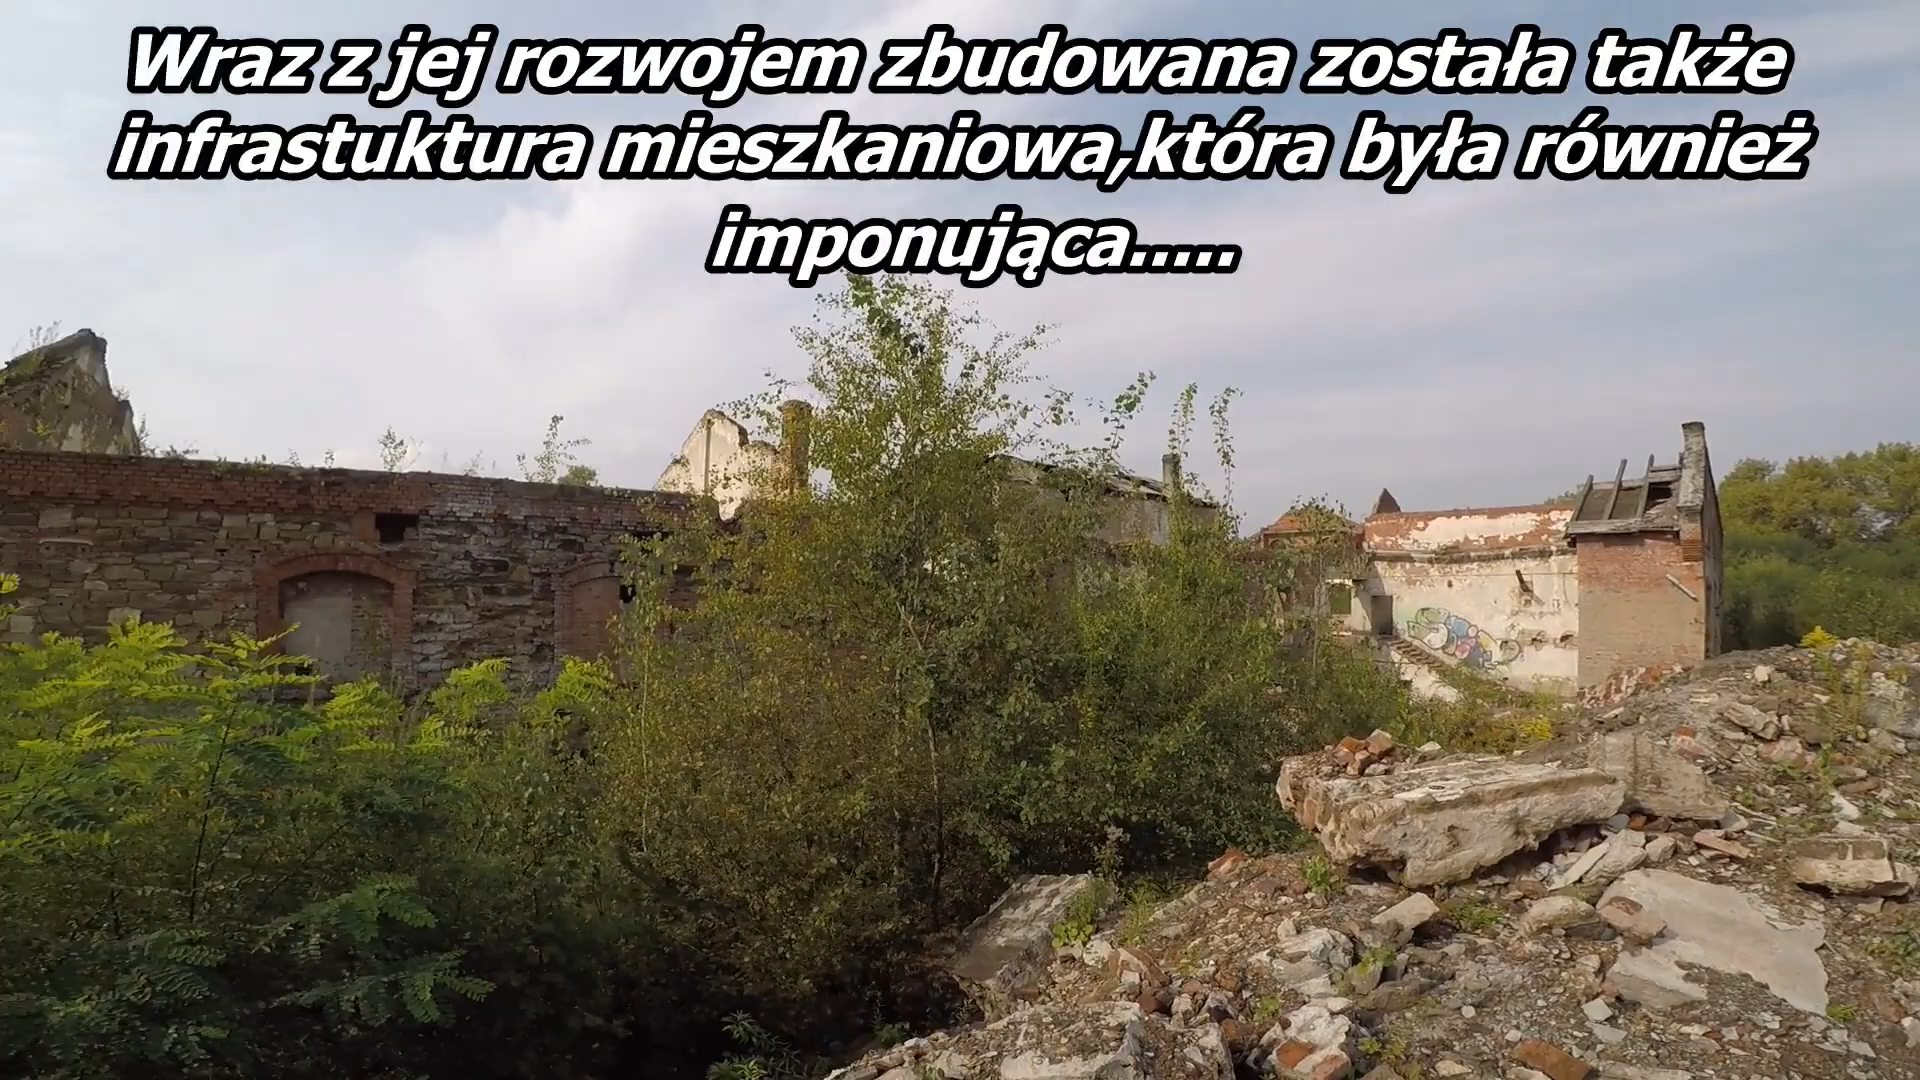 Wraz z jej rozwojem zbudowana została także
infrastuktura mieszkaniowa,która była również
imponująca.....